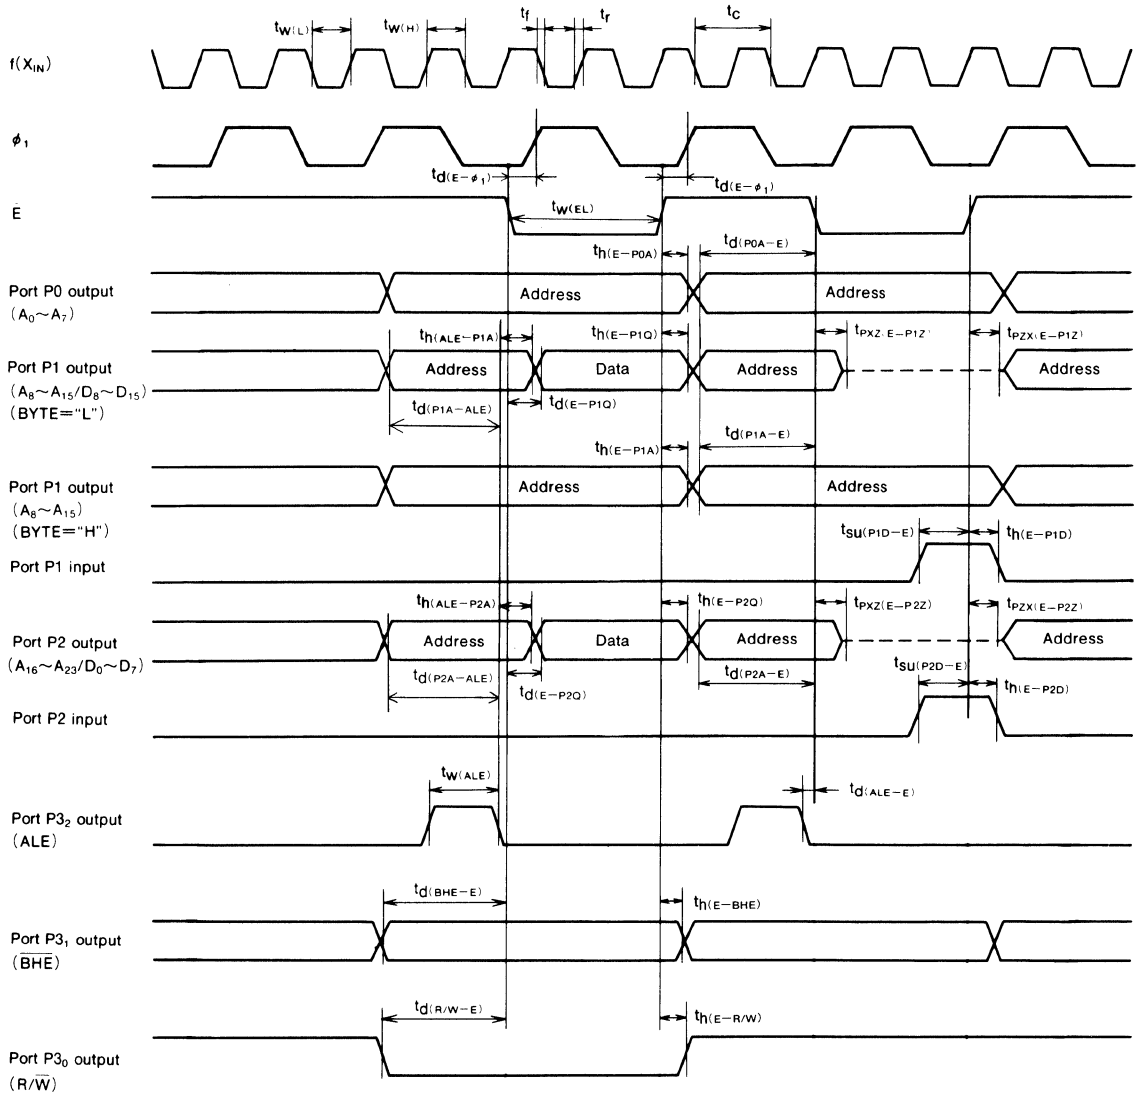 tW(L) tW(H) tf tr tC
f(XIN)
ϕ1
td(E−ϕ1) td(E−ϕ1)
E tW(EL)
th(E−P0A) td(P0A−E)
Port P0 output Address Address
(A0~A7)
th(ALE−P1A) th(E−P1Q) tPXZ(E−P1Z) tPZX(E−P1Z)
Port P1 output Address Data Address Address
(A8~A15/D8~D15)
(BYTE="L") td(P1A−ALE) td(E−P1Q)
th(E−P1A) td(P1A−E)
Port P1 output Address Address
(A8~A15)
(BYTE="H") tsu(P1D−E) th(E−P1D)
Port P1 input
th(ALE−P2A) th(E−P2Q) tPXZ(E−P2Z) tPZX(E−P2Z)
Port P2 output Address Data Address Address
(A16~A23/D0~D7) td(P2A−ALE) td(E−P2Q) td(P2A−E) tsu(P2D−E)
Port P2 input th(E−P2D)
tW(ALE) td(ALE−E)
Port P32 output
(ALE)
td(BHE−E) th(E−BHE)
Port P31 output
(BHE)
td(R/W−E) th(E−R/W)
Port P30 output
(R/W)